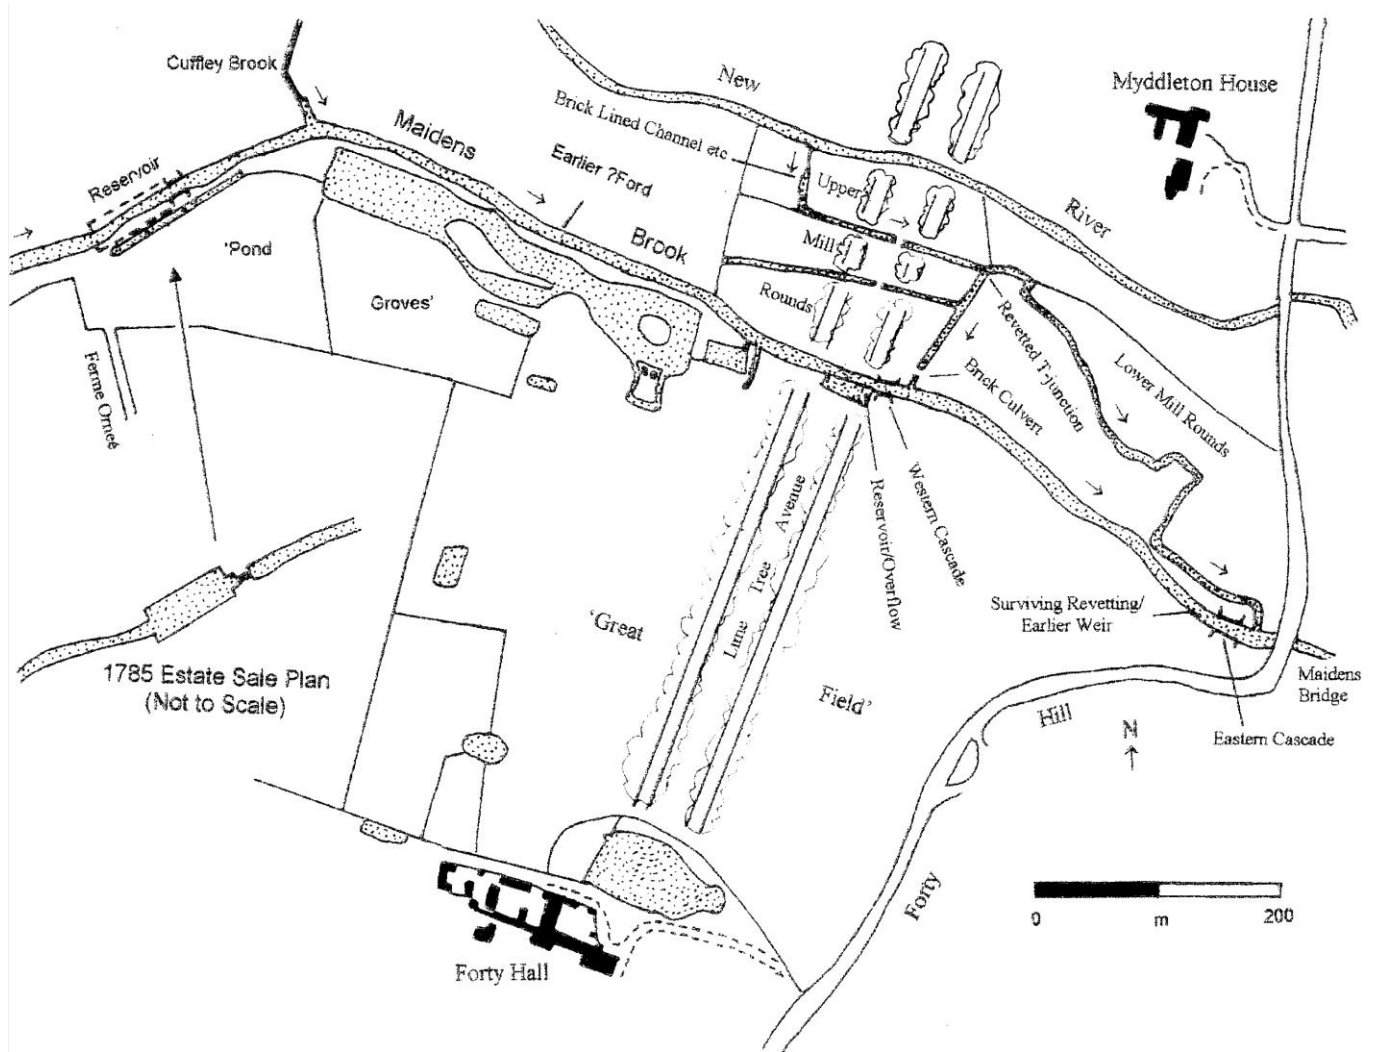 Cuffley Brook
New
Myddleton House
Brick Lined Channel etc
Maidens
Earlier ?Ford
Reservoir
Upper
River
Brook
'Pond
Mill
Groves'
Rounds
Revetted T-junction
Ferme Orneé
Brick Culvert
Lower Mill Rounds
Western Cascade
Avenue
Reservoir/Overflow
Tree
Lime
'Great
Surviving Revetting/
Earlier Weir
1785 Estate Sale Plan
(Not to Scale)
Field'
Maidens
Bridge
Hill
N
Eastern Cascade
Forty
0 m 200
Forty Hall